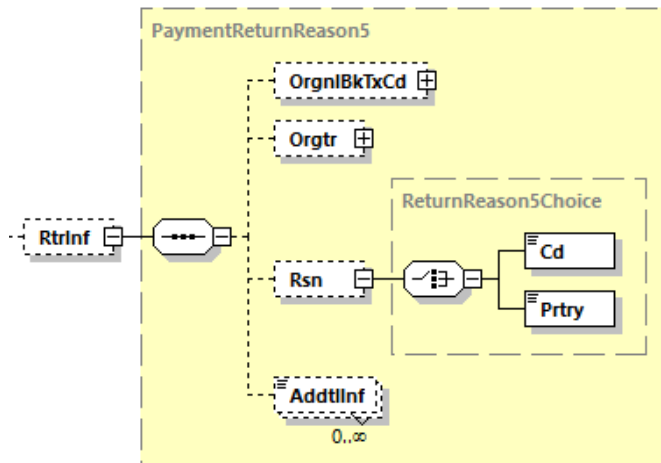 PaymentReturnReason5
OrgnlBkTxCd
Orgtr
ReturnReason5Choice
RtrInf
Cd
Rsn
Prtry
AddtlInf
0..∞